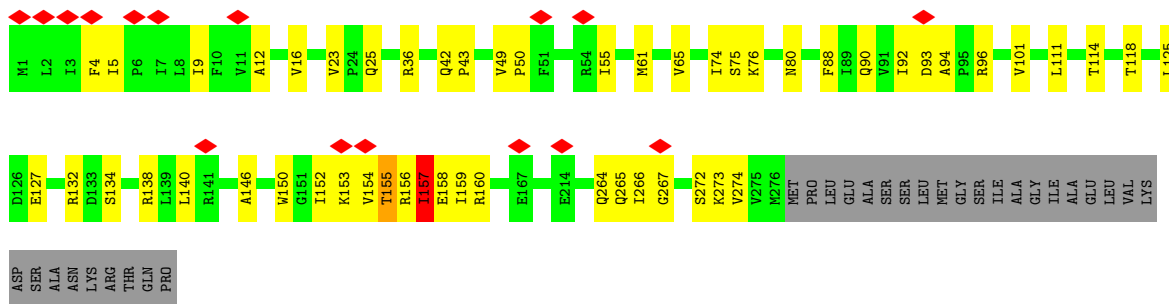 M1 L2 I3 F4 I5 P6 I7 L8 I9 F10 V11 A12 V16 V23 P24 Q25 R36 Q42 P43 V49 P50 F51 R54 I55 M61 V65 I74 S75 K76 N80 F88 I89 Q90 V91 I92 D93 A94 P95 R96 V101 L111 T114 T118 L125
D126 E127 R132 D133 S134 R138 L139 L140 R141 A146 W150 G151 I152 K153 V154 T155 R156 I157 E158 I159 R160 E167 E214 Q264 Q265 I266 G267 S272 K273 V274 V275 M276 MET PRO LEU GLU ALA SER SER LEU MET GLY SER ILE ALA GLY ILE ALA GLU LEU VAL LYS
ASP SER ALA ASN LYS ARG THR GLN PRO